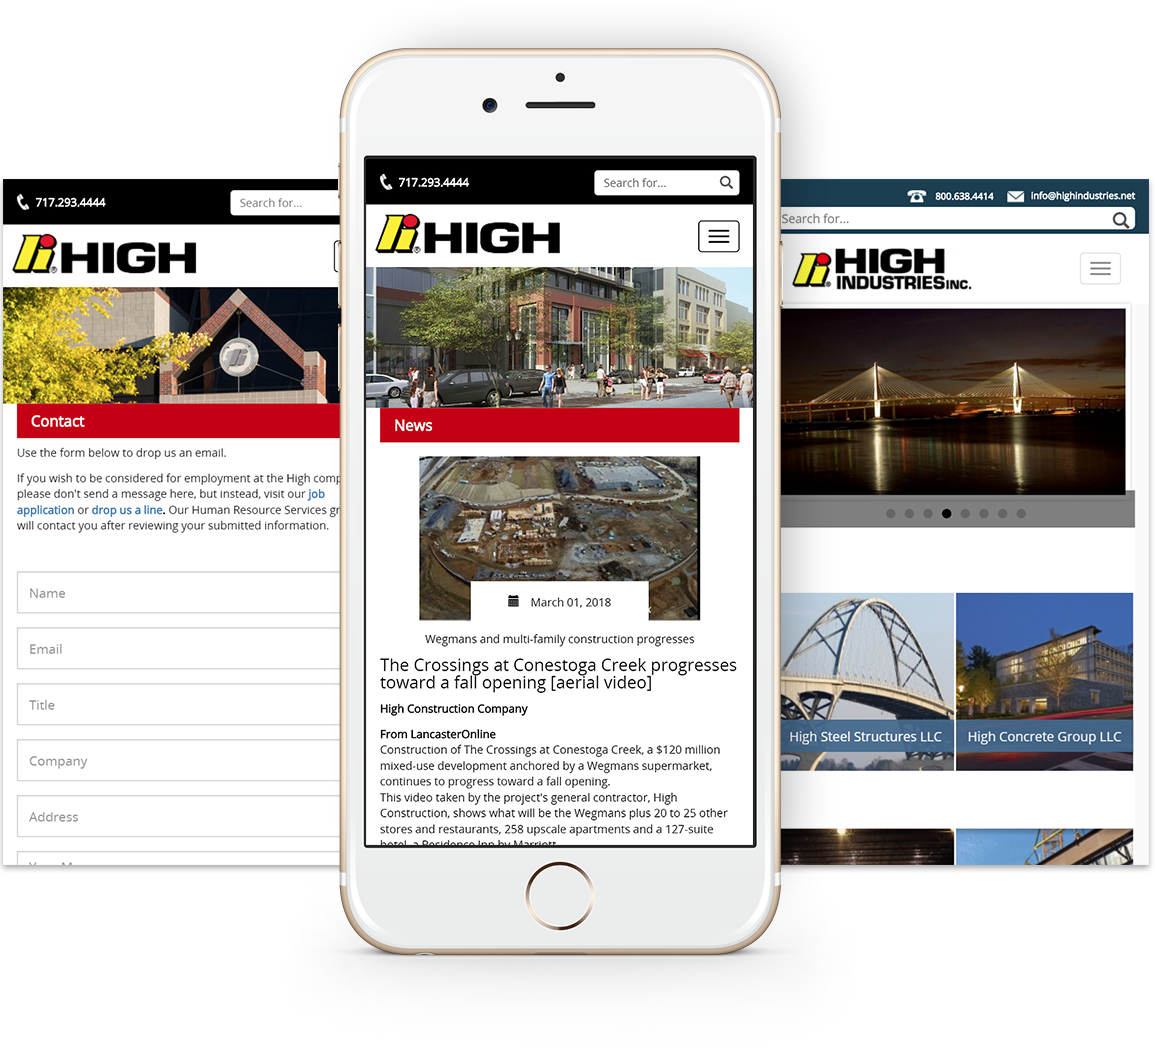 717.293.4444
Search for...
HIGH
Contact
Use the form below to drop us an email.
If you wish to be considered for employment at the High
please don't send a message here, but instead, visit our job
application or drop us a line. Our Human Resource Services
will contact you after reviewing your submitted information.
Name
Email
Title
Company
Address
717.293.4444
Search for...
HIGH
News
March 01, 2018
Wegmans and multi-family construction progresses
The Crossings at Conestoga Creek progresses
toward a fall opening [aerial video]
High Construction Company
From LancasterOnline
Construction of The Crossings at Conestoga Creek, a $120 million
mixed-use development anchored by a Wegmans supermarket,
continues to progress toward a fall opening.
This video taken by the project's general contractor, High
Construction, shows what will be the Wegmans plus 20 to 25 other
stores and restaurants, 258 upscale apartments and a 127-suite
hotel, a Residence Inn by Marriott
800.638.4414
info@highindustries.net
Search for...
HIGH
INDUSTRIES INC.
High Steel Structures LLC
High Concrete Group LLC